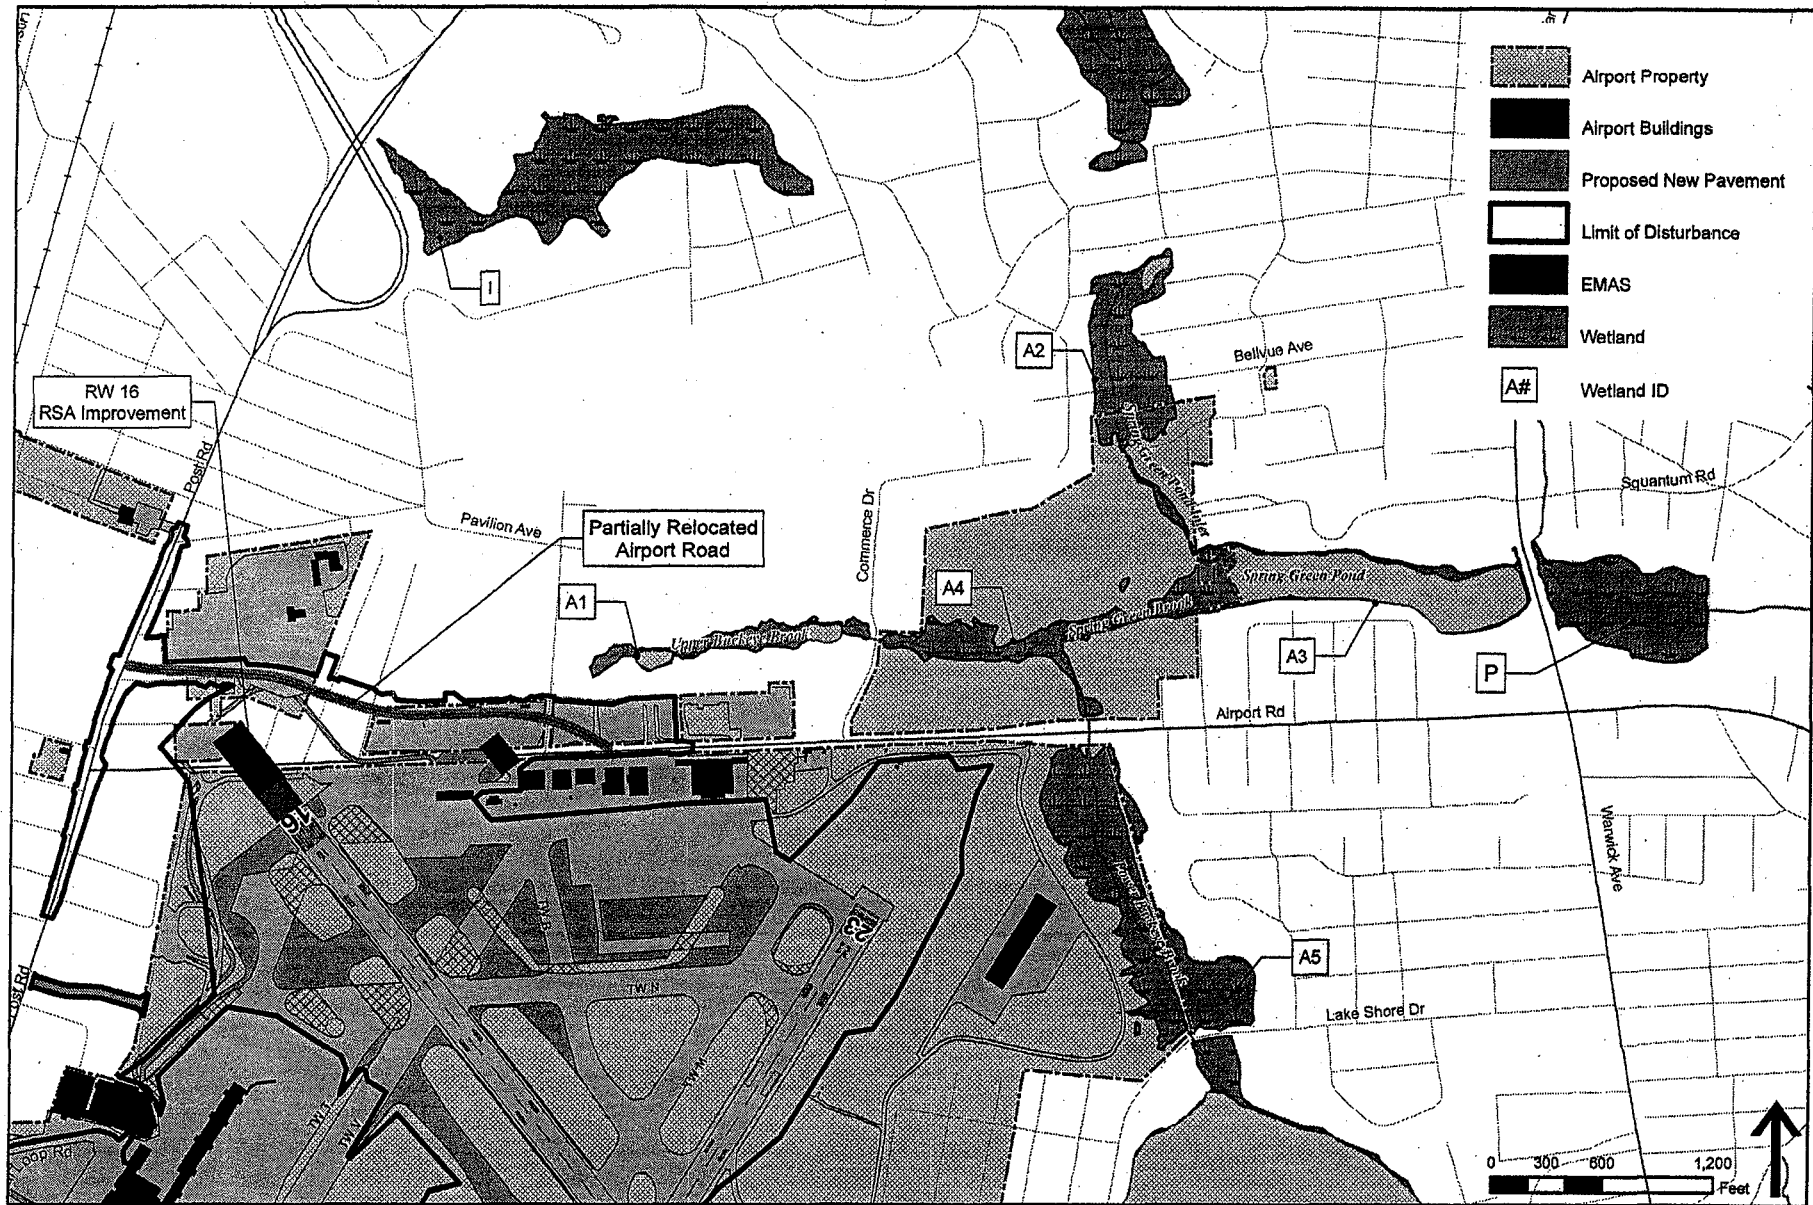 Airport Property
Airport Buildings
Proposed New Pavement
Limit of Disturbance
EMAS
Wetland
A# Wetland ID
I
A2
Bellvue Ave
RW 16
RSA Improvement
Post Rd
Pavilion Ave
Partially Relocated
Airport Road
Commerce Dr
Squantum Rd
Spring Green Pond
A4
A1
Upper Buckeye Brook
Spring Green Brook
A3
P
Airport Rd
16
Warwick Ave
23
A5
TW N
Lake Shore Dr
TW N
Loop Rd
0 300 600 1,200
Feet